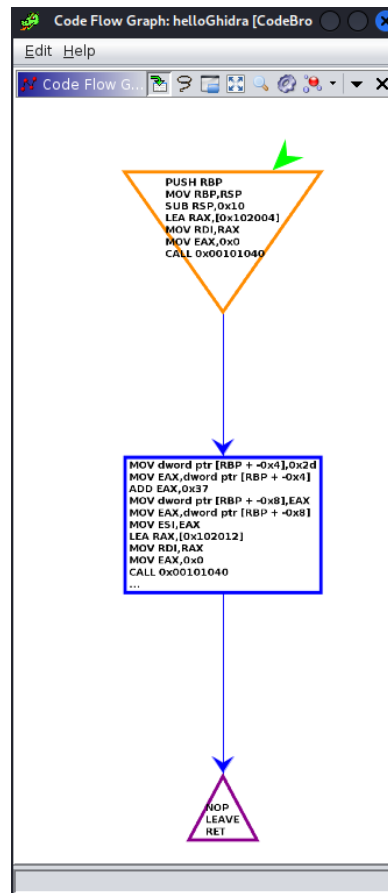 Code Flow Graph: helloGhidra [CodeBro
Edit Help
Code Flow G...
PUSH RBP
MOV RBP,RSP
SUB RSP,0x10
LEA RAX,[0x102004]
MOV RDI,RAX
MOV EAX,0x0
CALL 0x00101040
MOV dword ptr [RBP + -0x4],0x2d
MOV EAX,dword ptr [RBP + -0x4]
ADD EAX,0x37
MOV dword ptr [RBP + -0x8],EAX
MOV EAX,dword ptr [RBP + -0x8]
MOV ESI,EAX
LEA RAX,[0x102012]
MOV RDI,RAX
MOV EAX,0x0
CALL 0x00101040
...
NOP
LEAVE
RET